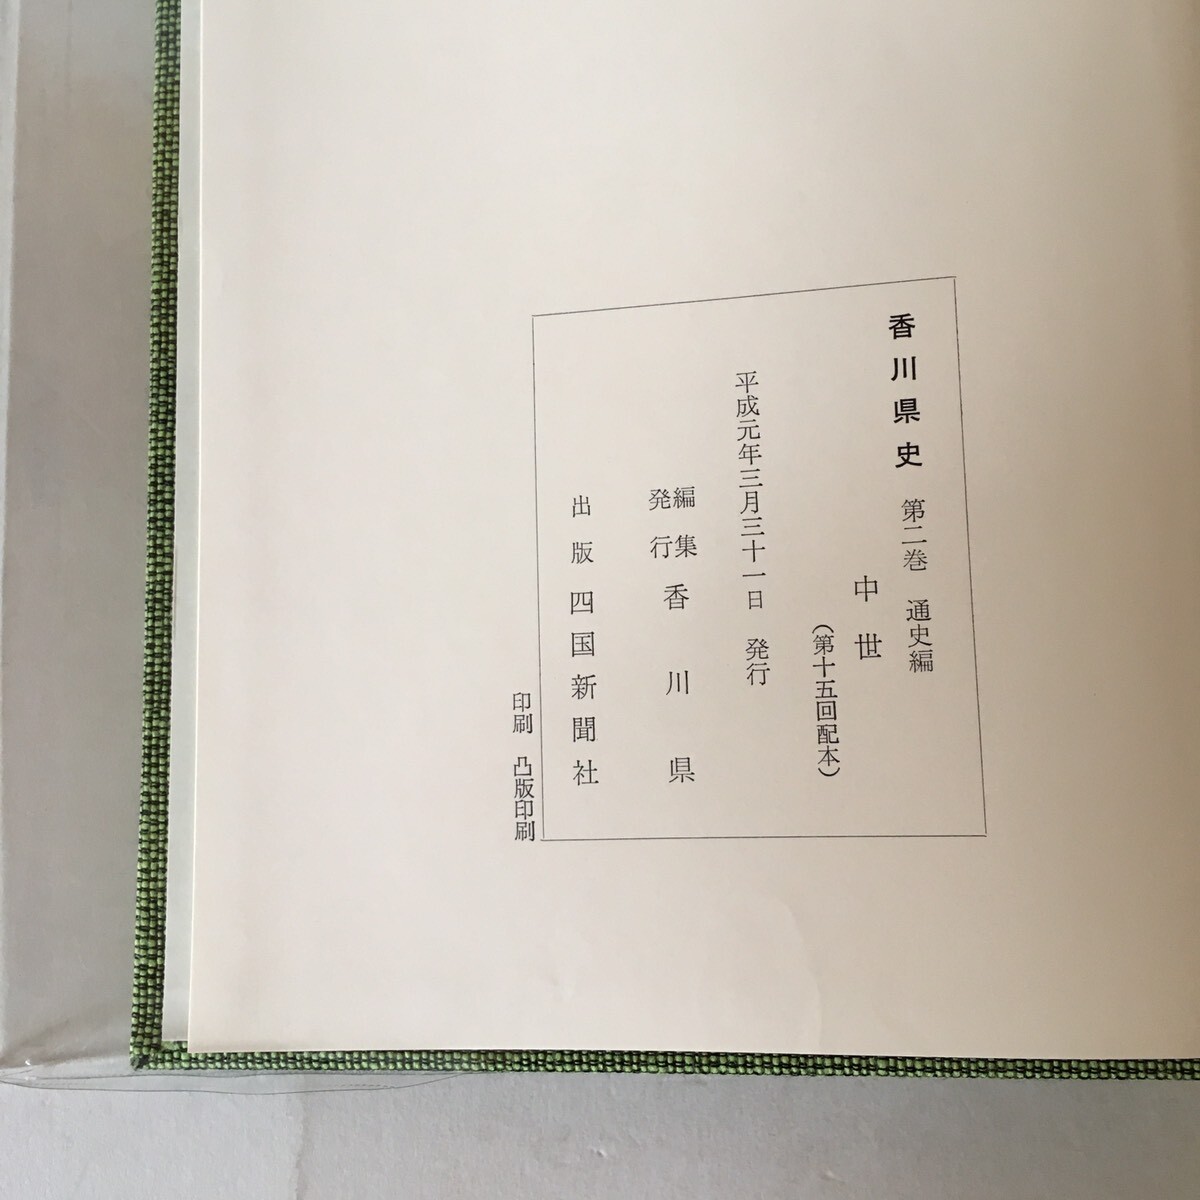 香川県史 第二巻 通史編
中世
（第十五回配本）
平成元年三月三十一日 発行
編集
発行 香川県
出版 四国新聞社
印刷 凸版印刷